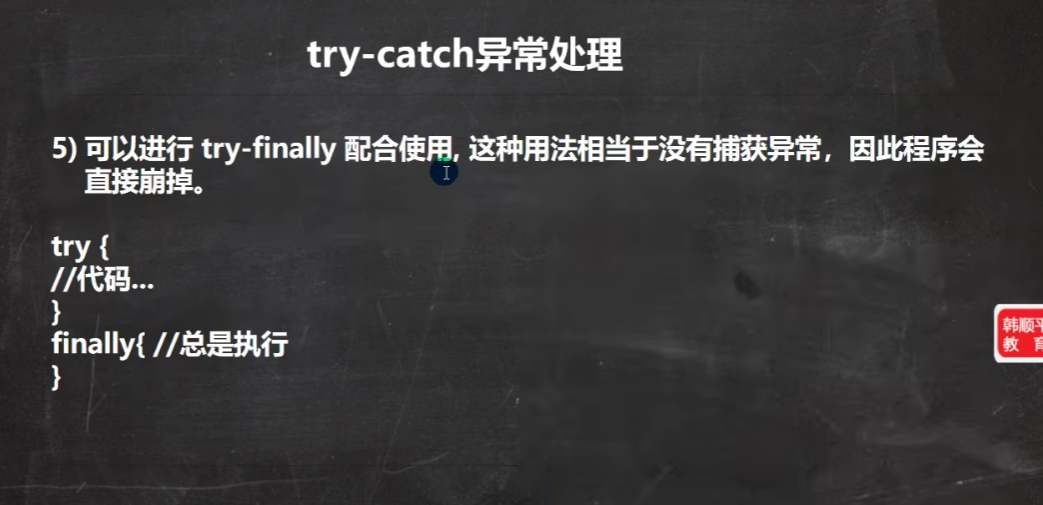 try-catch异常处理
5) 可以进行 try-finally 配合使用, 这种用法相当于没有捕获异常，因此程序会
直接崩掉。
try {
//代码...
}
finally{ //总是执行
}
韩顺平
教 育